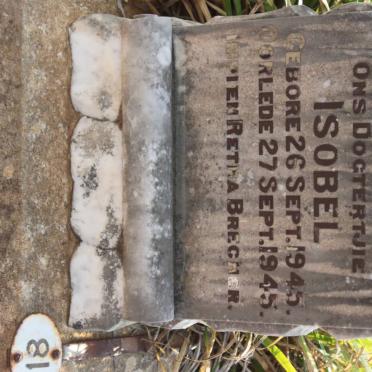 ONS DOGTERTJIE
ISOBEL
GEBORE 26 SEPT. 1945.
OORLEDE 27 SEPT. 1945.
RETHA BRECHER.
18